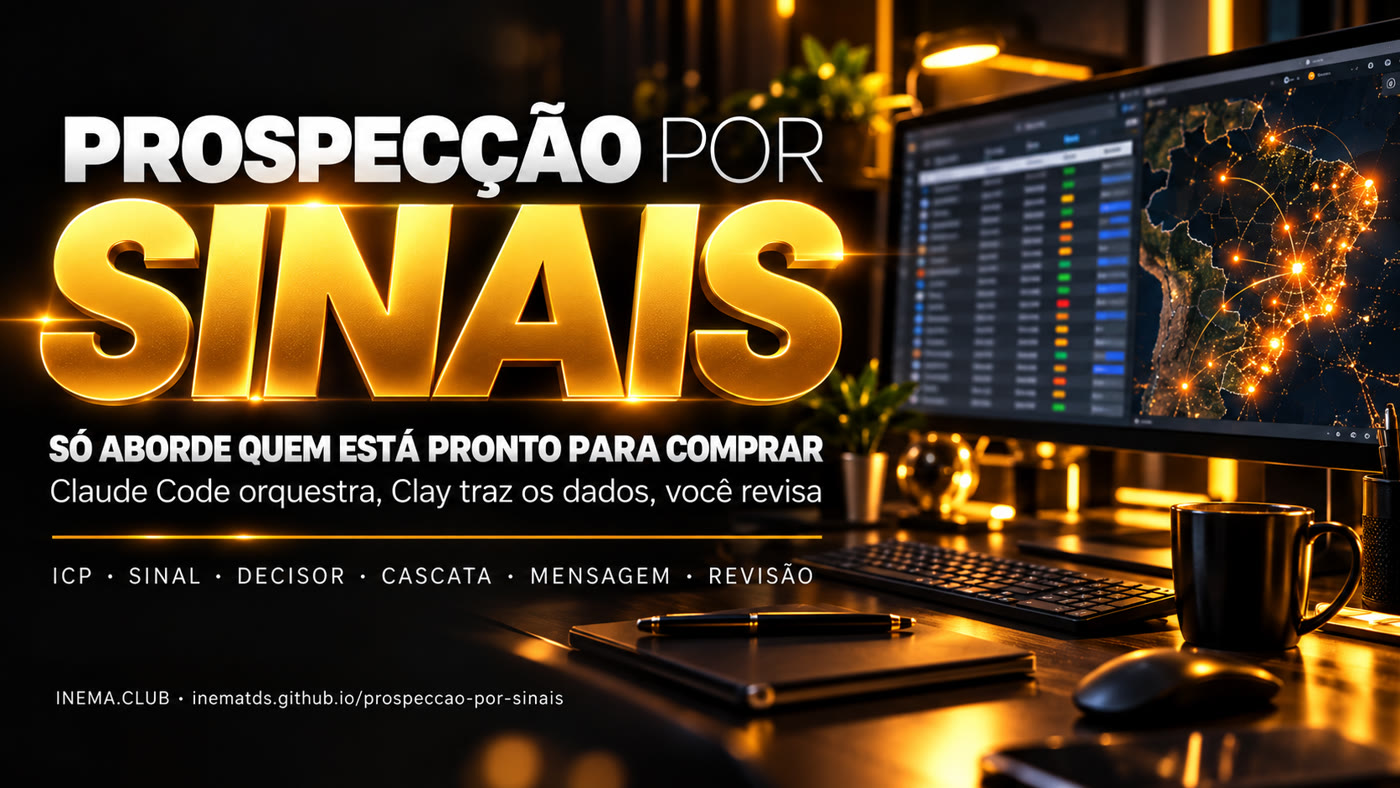 PROSPECÇÃO POR
SINAIS
SÓ ABORDE QUEM ESTÁ PRONTO PARA COMPRAR
Claude Code orquestra, Clay traz os dados, você revisa
ICP • SINAL • DECISOR • CASCATA • MENSAGEM • REVISÃO
INEMA.CLUB • inematds.github.io/prospeccao-por-sinais